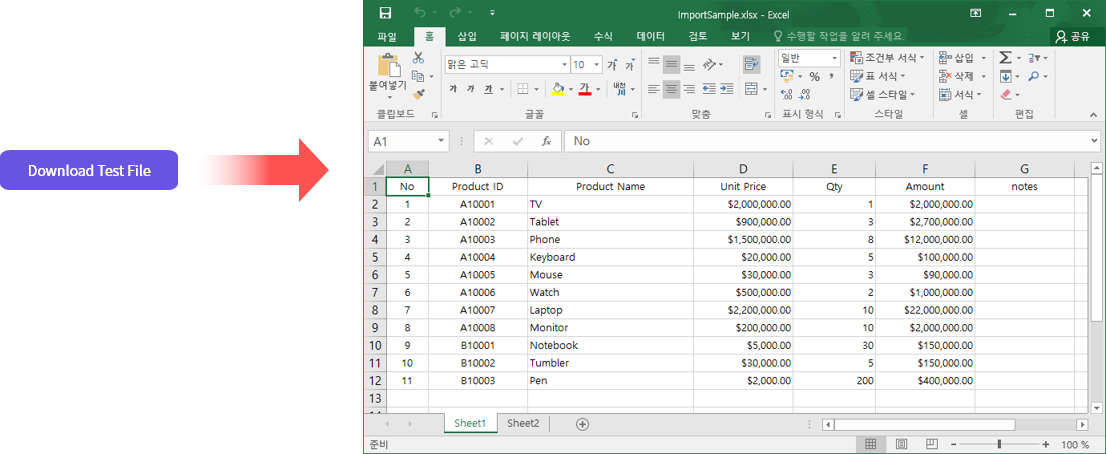 Download Test File
ImportSample.xlsx - Excel
파일 홈 삽입 페이지 레이아웃 수식 데이터 검토 보기 수행할 작업을 알려 주세요. 공유
붙여넣기
맑은 고딕 10 가 가
가 가 가 내천
일반
% ,
조건부 서식
표 서식
셀 스타일
삽입
삭제
서식
클립보드 글꼴 맞춤 표시 형식 스타일 셀 편집
A1 fx No
A B C D E F G
1 No Product ID Product Name Unit Price Qty Amount notes
2 1 A10001 TV $2,000,000.00 1 $2,000,000.00
3 2 A10002 Tablet $900,000.00 3 $2,700,000.00
4 3 A10003 Phone $1,500,000.00 8 $12,000,000.00
5 4 A10004 Keyboard $20,000.00 5 $100,000.00
6 5 A10005 Mouse $30,000.00 3 $90,000.00
7 6 A10006 Watch $500,000.00 2 $1,000,000.00
8 7 A10007 Laptop $2,200,000.00 10 $22,000,000.00
9 8 A10008 Monitor $200,000.00 10 $2,000,000.00
10 9 B10001 Notebook $5,000.00 30 $150,000.00
11 10 B10002 Tumbler $30,000.00 5 $150,000.00
12 11 B10003 Pen $2,000.00 200 $400,000.00
13
Sheet1 Sheet2
준비 100 %